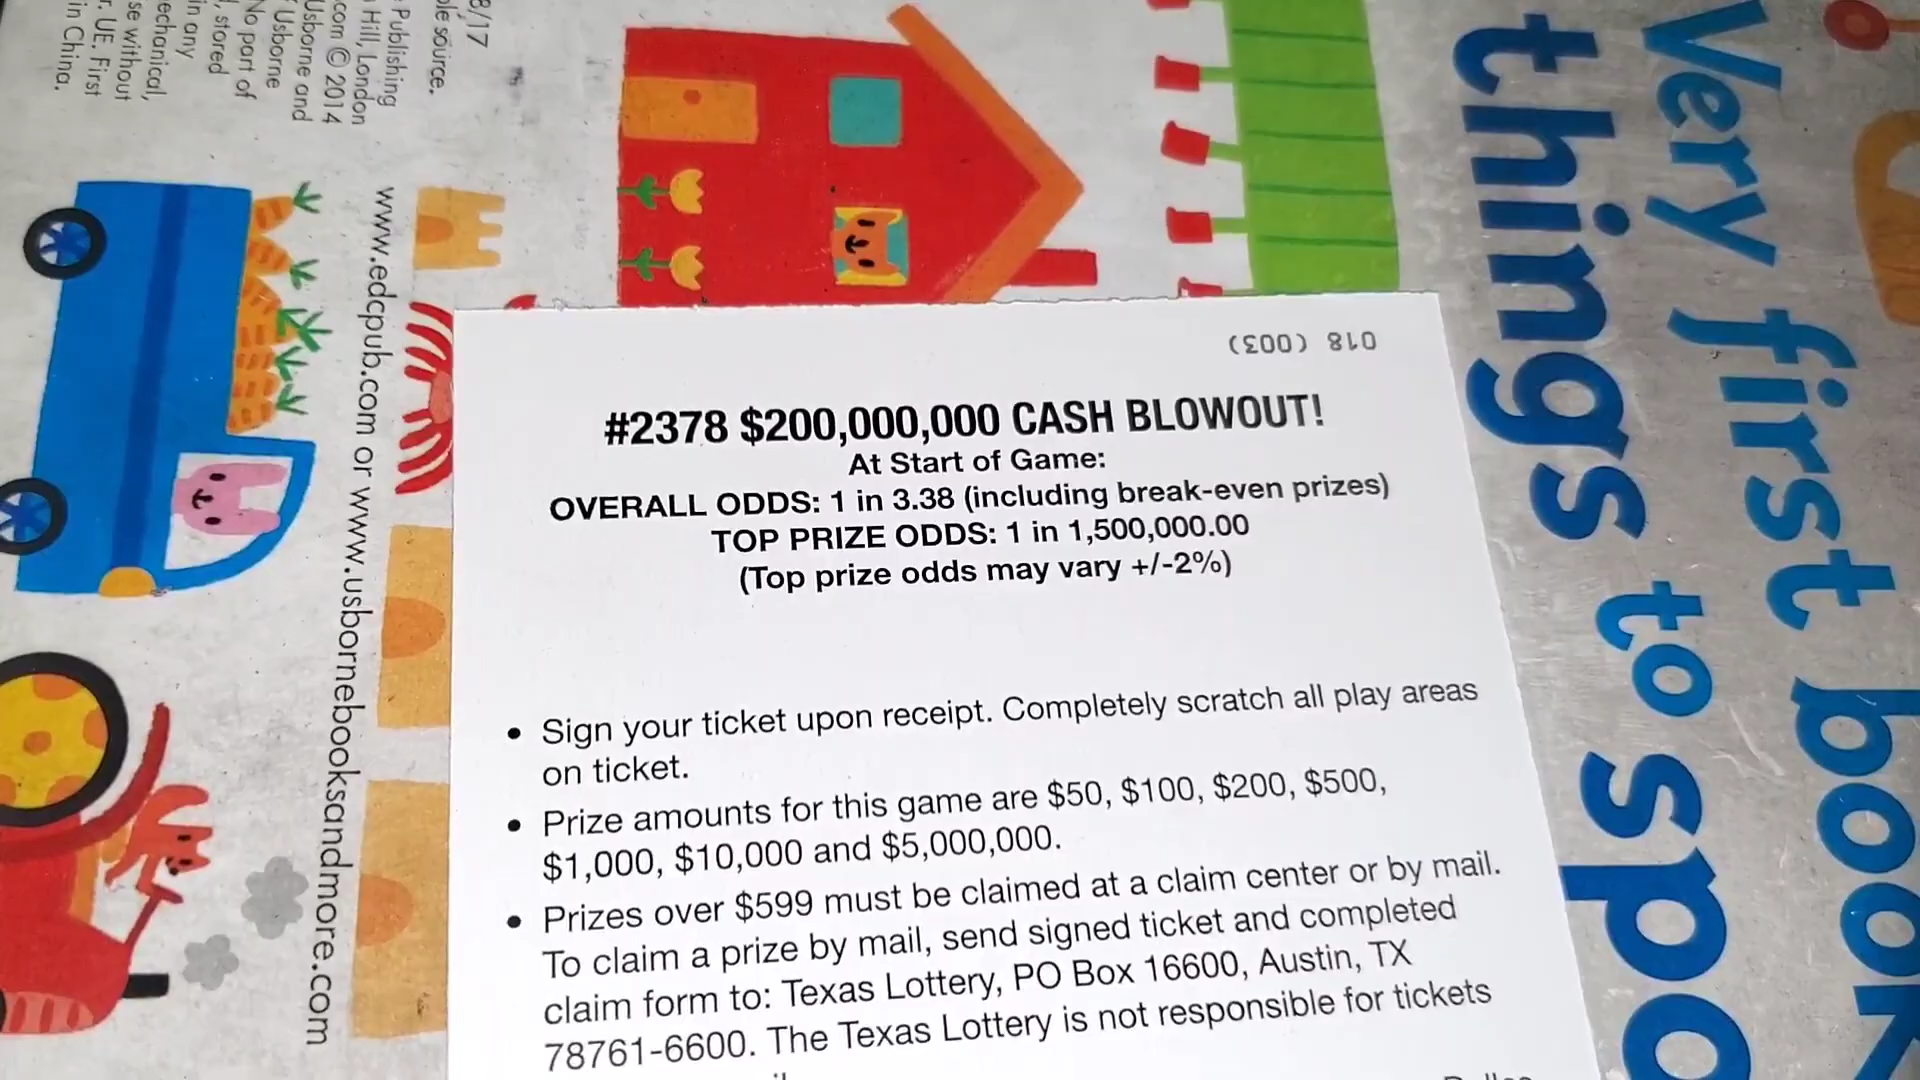 018 (003)
#2378 $200,000,000 CASH BLOWOUT!
At Start of Game:
OVERALL ODDS: 1 in 3.38 (including break-even prizes)
TOP PRIZE ODDS: 1 in 1,500,000.00
(Top prize odds may vary +/-2%)
• Sign your ticket upon receipt. Completely scratch all play areas
on ticket.
• Prize amounts for this game are $50, $100, $200, $500,
$1,000, $10,000 and $5,000,000.
• Prizes over $599 must be claimed at a claim center or by mail.
To claim a prize by mail, send signed ticket and completed
claim form to: Texas Lottery, PO Box 16600, Austin, TX
78761-6600. The Texas Lottery is not responsible for tickets
Very first book
things to spo
8/17
source.
Publishing
Hill, London
.com © 2014
Usborne and
Usborne
No part of
, stored
in any
echanical,
se without
r. UE. First
in China.
www.edcpub.com or www.usbornebooksandmore.com